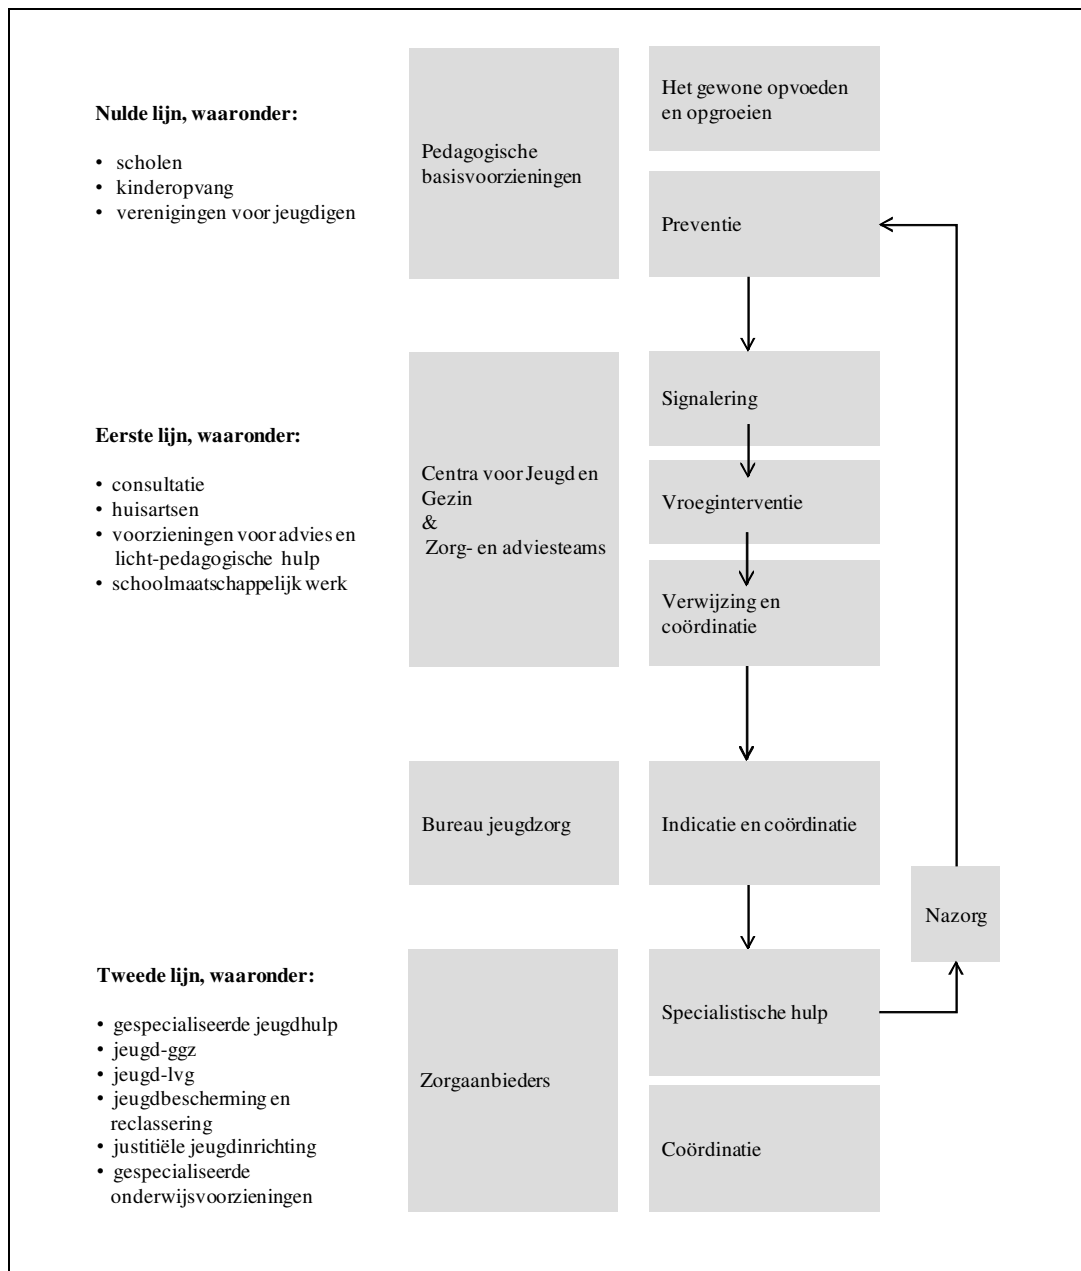 Nulde lijn, waaronder:
• scholen
• kinderopvang
• verenigingen voor jeugdigen
Pedagogische
basisvoorzieningen
Het gewone opvoeden
en opgroeien
Preventie
Eerste lijn, waaronder:
• consultatie
• huisartsen
• voorzieningen voor advies en
licht-pedagogische hulp
• schoolmaatschappelijk werk
Centra voor Jeugd en
Gezin
&
Zorg- en adviesteams
Signalering
Vroeginterventie
Verwijzing en
coördinatie
Bureau jeugdzorg
Indicatie en coördinatie
Nazorg
Tweede lijn, waaronder:
• gespecialiseerde jeugdhulp
• jeugd-ggz
• jeugd-lvg
• jeugdbescherming en
reclassering
• justitiële jeugdinrichting
• gespecialiseerde
onderwijsvoorzieningen
Zorgaanbieders
Specialistische hulp
Coördinatie